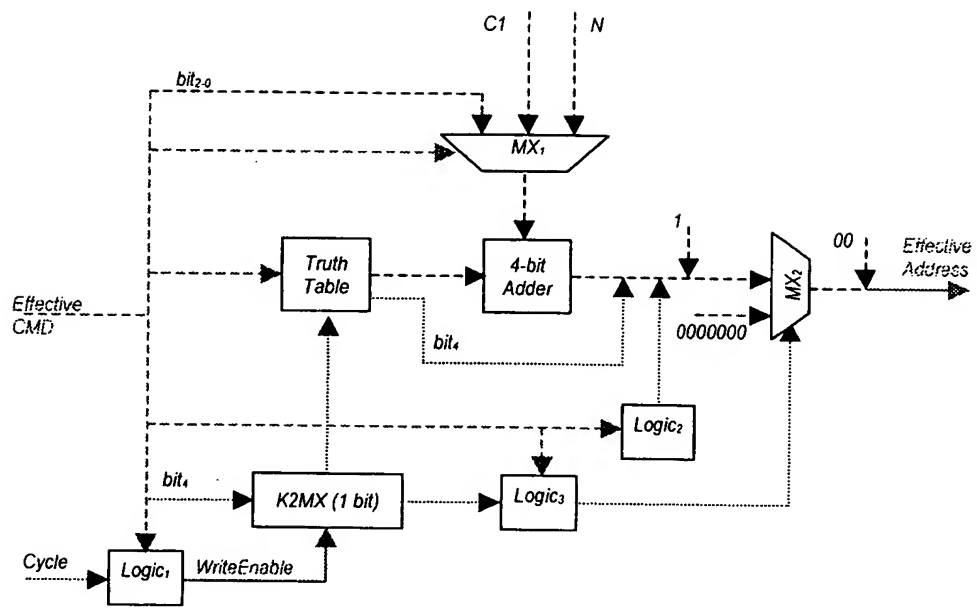 C1
N
bit2-0
MX1
1
00
Effective
Address
Truth
Table
4-bit
Adder
MX2
Effective
CMD
bit4
0000000
Logic2
bit4
K2MX (1 bit)
Logic3
Cycle
Logic1
WriteEnable